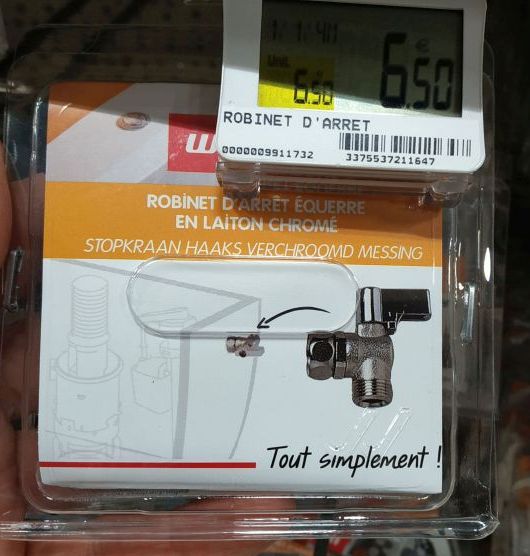 6.50
€
6.50
ROBINET D'ARRET
0000009911732
3375537211647
W
ROBINET D'ARRÊT ÉQUERRE
EN LAITON CHROMÉ
STOPKRAAN HAAKS VERCHROOMD MESSING
Tout simplement !